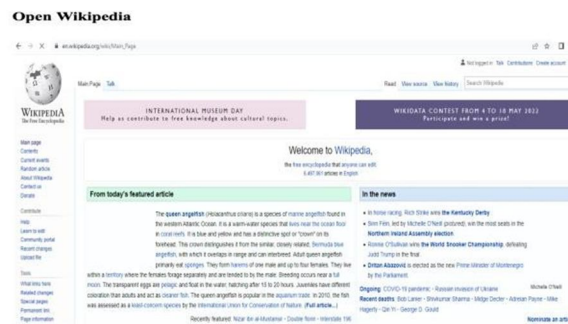 Open Wikipedia
en.wikipedia.org/wiki/Main_Page
Not logged in Talk Contributions Create account
Main Page Talk
Read View source View history Search Wikipedia
WIKIPEDIA
The Free Encyclopedia
INTERNATIONAL MUSEUM DAY
Help us contribute to free knowledge about cultural topics.
WIKIDATA CONTEST FROM 4 TO 10 MAY 2022
Participate and win a prize!
Main page
Contents
Current events
Random article
About Wikipedia
Contact us
Donate
Contribute
Help
Learn to edit
Community portal
Recent changes
Upload file
Tools
What links here
Related changes
Special pages
Permanent link
Page information
Welcome to Wikipedia,
the free encyclopedia that anyone can edit.
articles in English
From today's featured article
The queen angelfish (Holacanthus ciliaris) is a species of marine angelfish found in
the western Atlantic Ocean. It is a warm-water species that lives near the ocean floor
in coral reefs. It is blue and yellow and has a distinctive spot or "crown" on its
forehead. This crown distinguishes it from the similar, closely related, Bermuda blue
angelfish, with which it overlaps in range and can interbreed. Adult queen angelfish
primarily eat sponges. They form harems of one male and up to four females. They live
within a territory where the females forage separately and are tended to by the male. Breeding occurs near a full
moon. The transparent eggs are pelagic and float in the water, hatching after 15 to 20 hours. Juveniles have different
coloration than adults and act as cleaner fish. The queen angelfish is popular in the aquarium trade. In 2010, the fish
was assessed as a least-concern species by the International Union for Conservation of Nature. (Full article...)
Recently featured: Nizar ibn al-Mustansir · Double florin · Interstate 196
In the news
In horse racing, Rich Strike wins the Kentucky Derby
Sinn Féin, led by Michelle O'Neill (pictured), win the most seats in the
Northern Ireland Assembly election.
Ronnie O'Sullivan wins the World Snooker Championship, defeating
Judd Trump in the final.
Dritan Abazović is elected as the new Prime Minister of Montenegro
by the Parliament.
Michelle O'Neill
Ongoing: COVID-19 pandemic · Russian invasion of Ukraine
Recent deaths: Bob Lanier · Shivkumar Sharma · Midge Decter · Adreian Payne · Mike
Hagerty · Qin Yi · George D. Gould
Nominate an arti